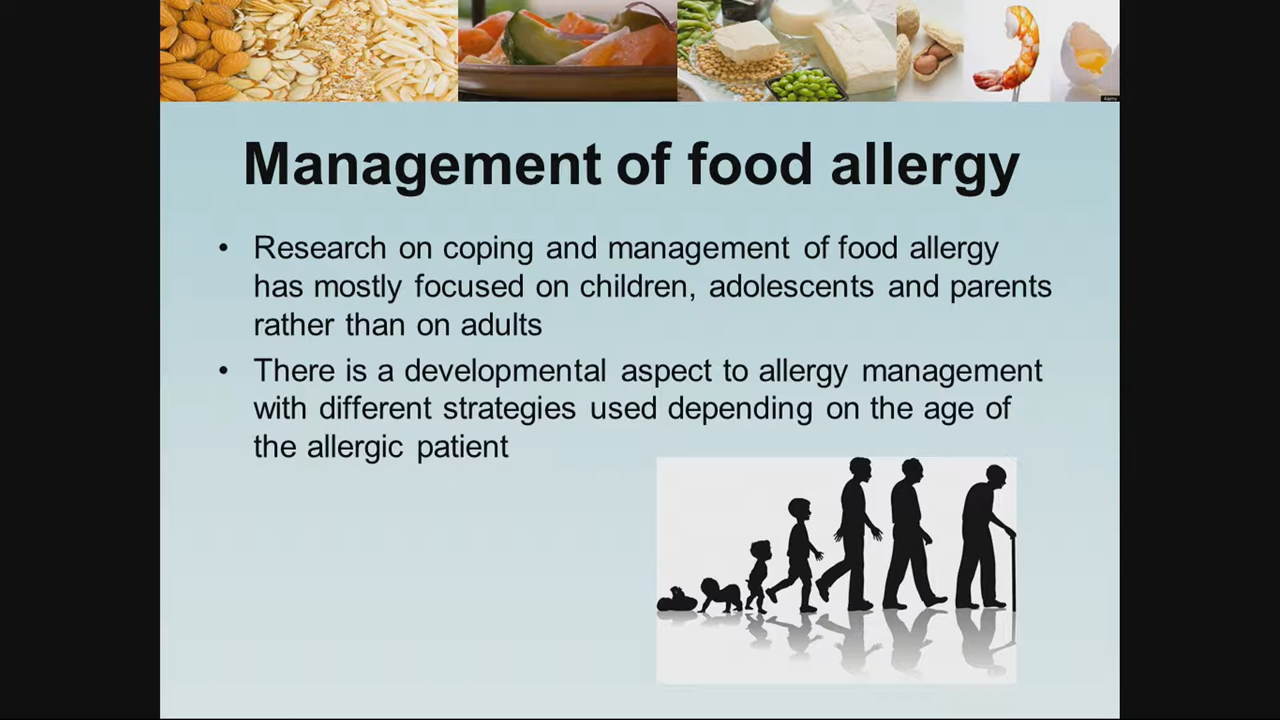 Management of food allergy
• Research on coping and management of food allergy
has mostly focused on children, adolescents and parents
rather than on adults
• There is a developmental aspect to allergy management
with different strategies used depending on the age of
the allergic patient